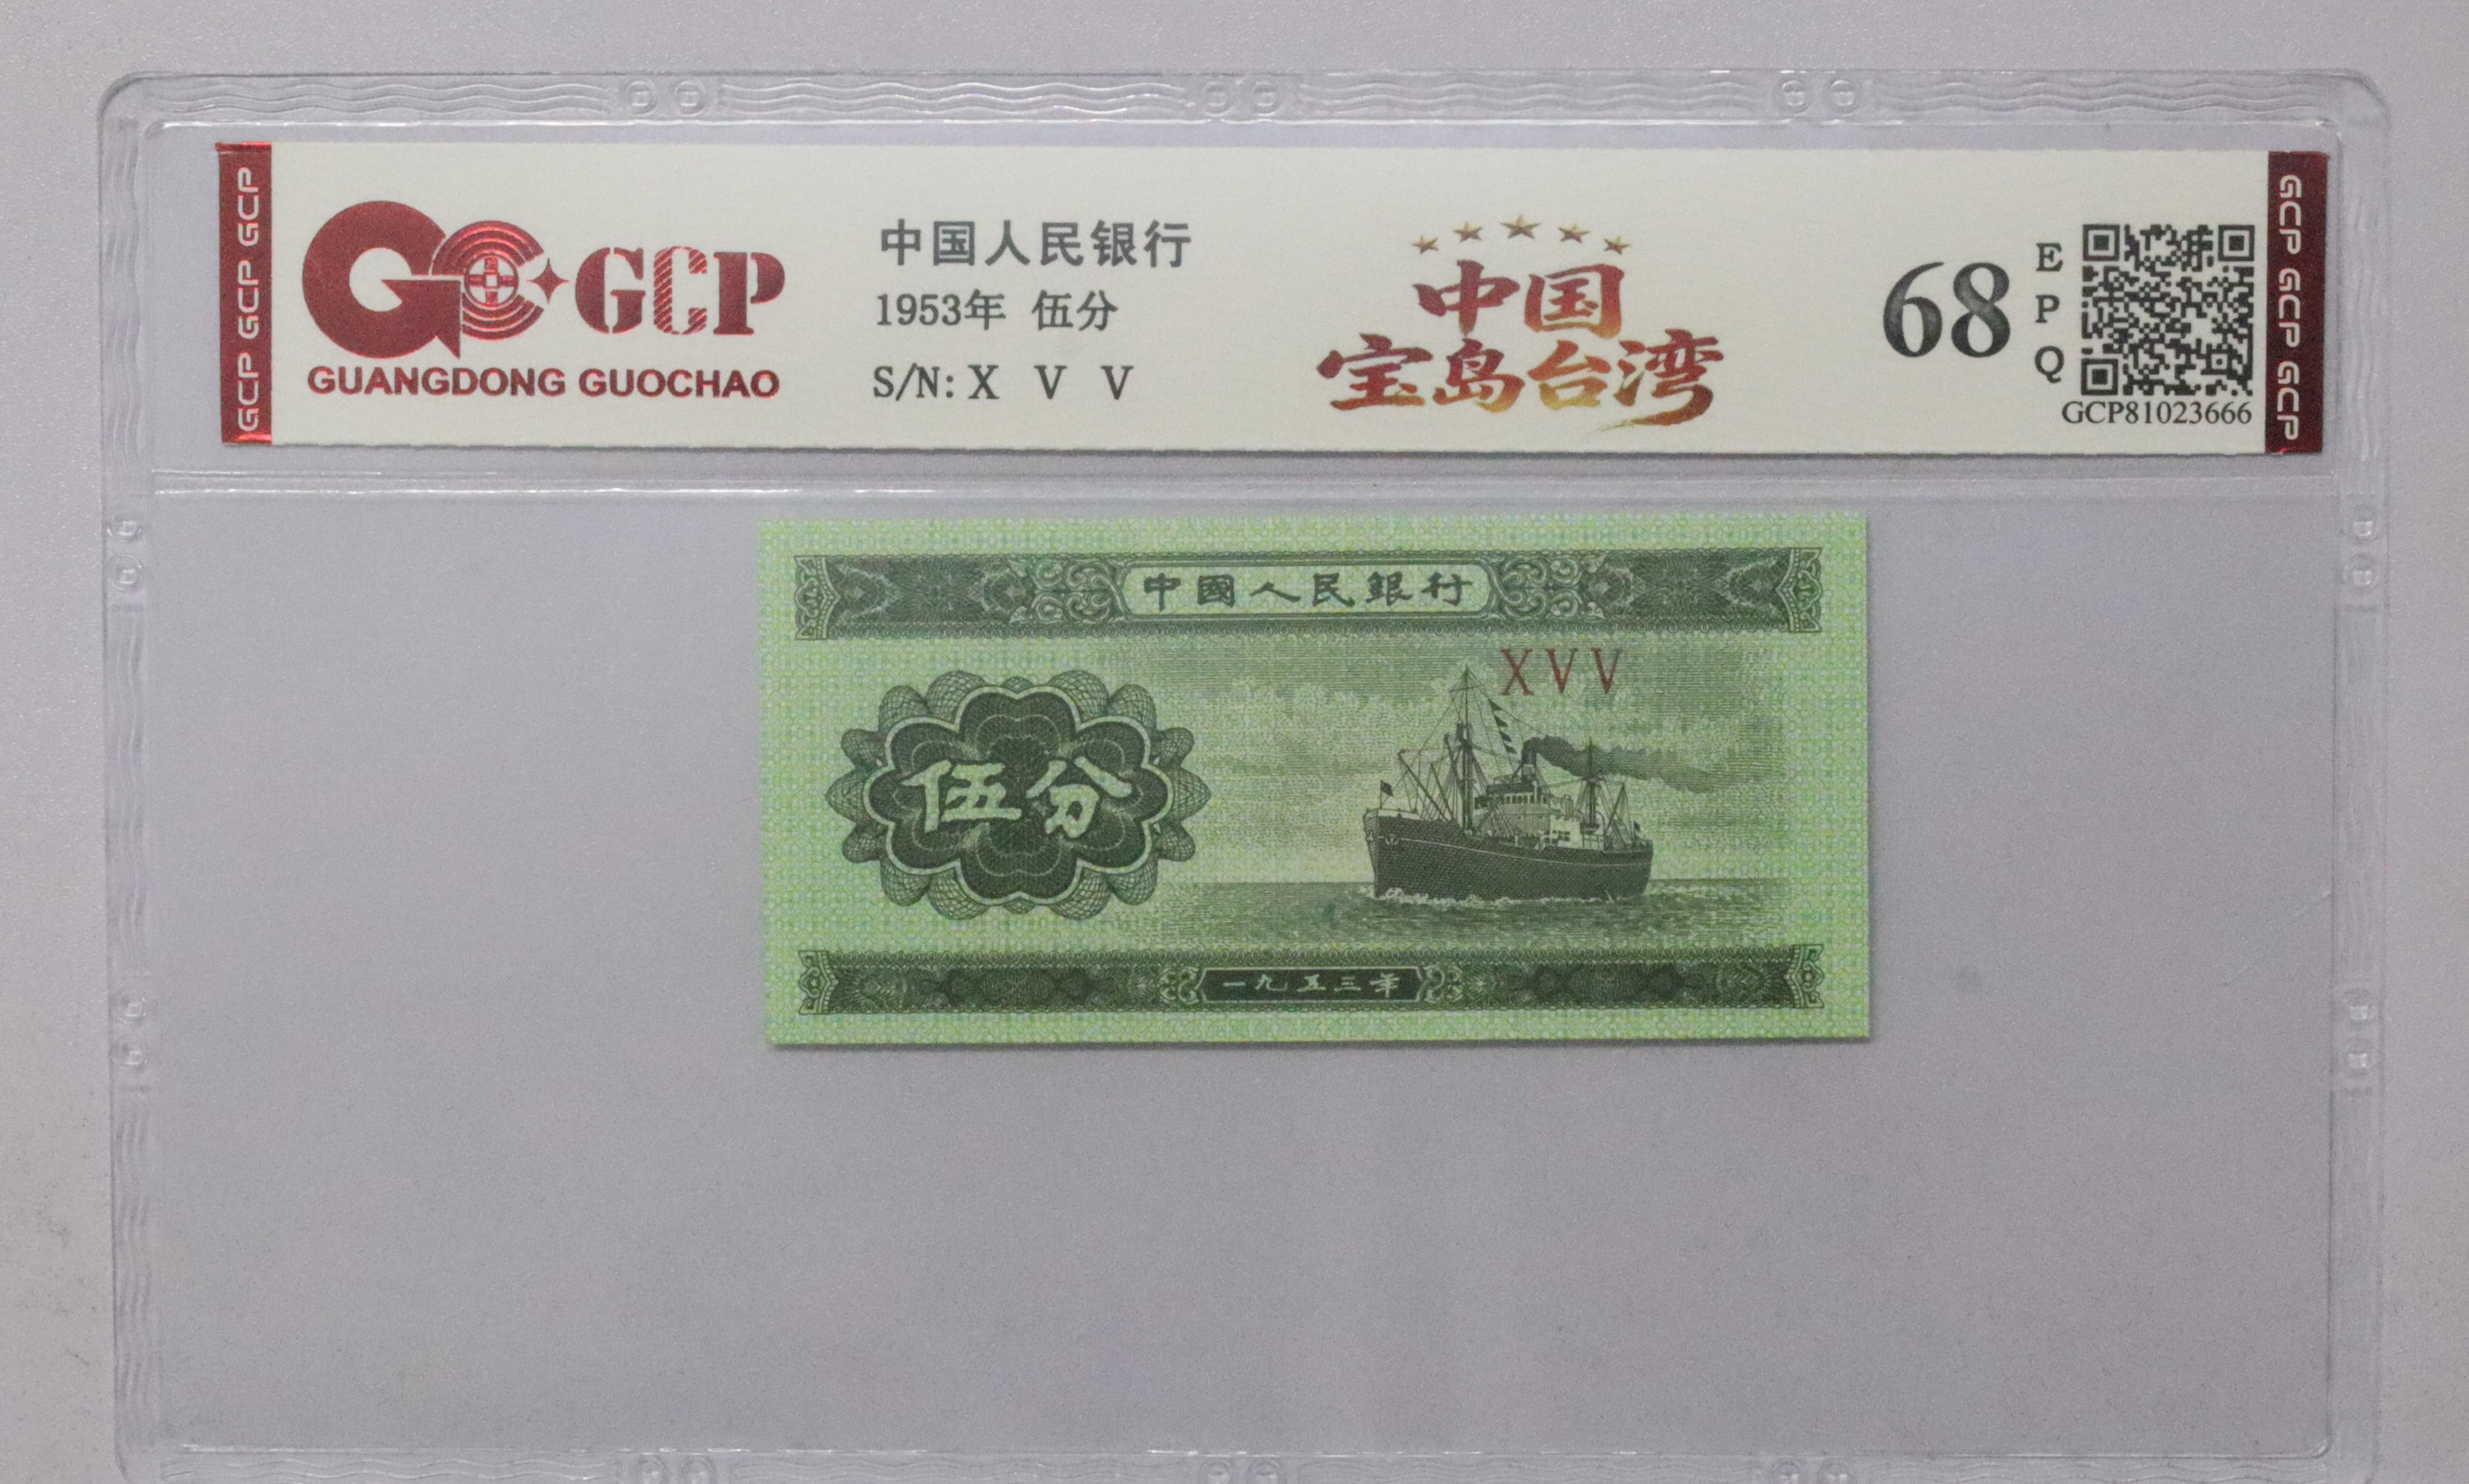 GCP GCP GCP
GCP
GUANGDONG GUOCHAO
中国人民银行
1953年 伍分
S/N: X V V
中国
宝岛台湾
68
E
P
Q
GCP81023666
GCP GCP GCP
中國人民銀行
XVV
伍分
一九五三年